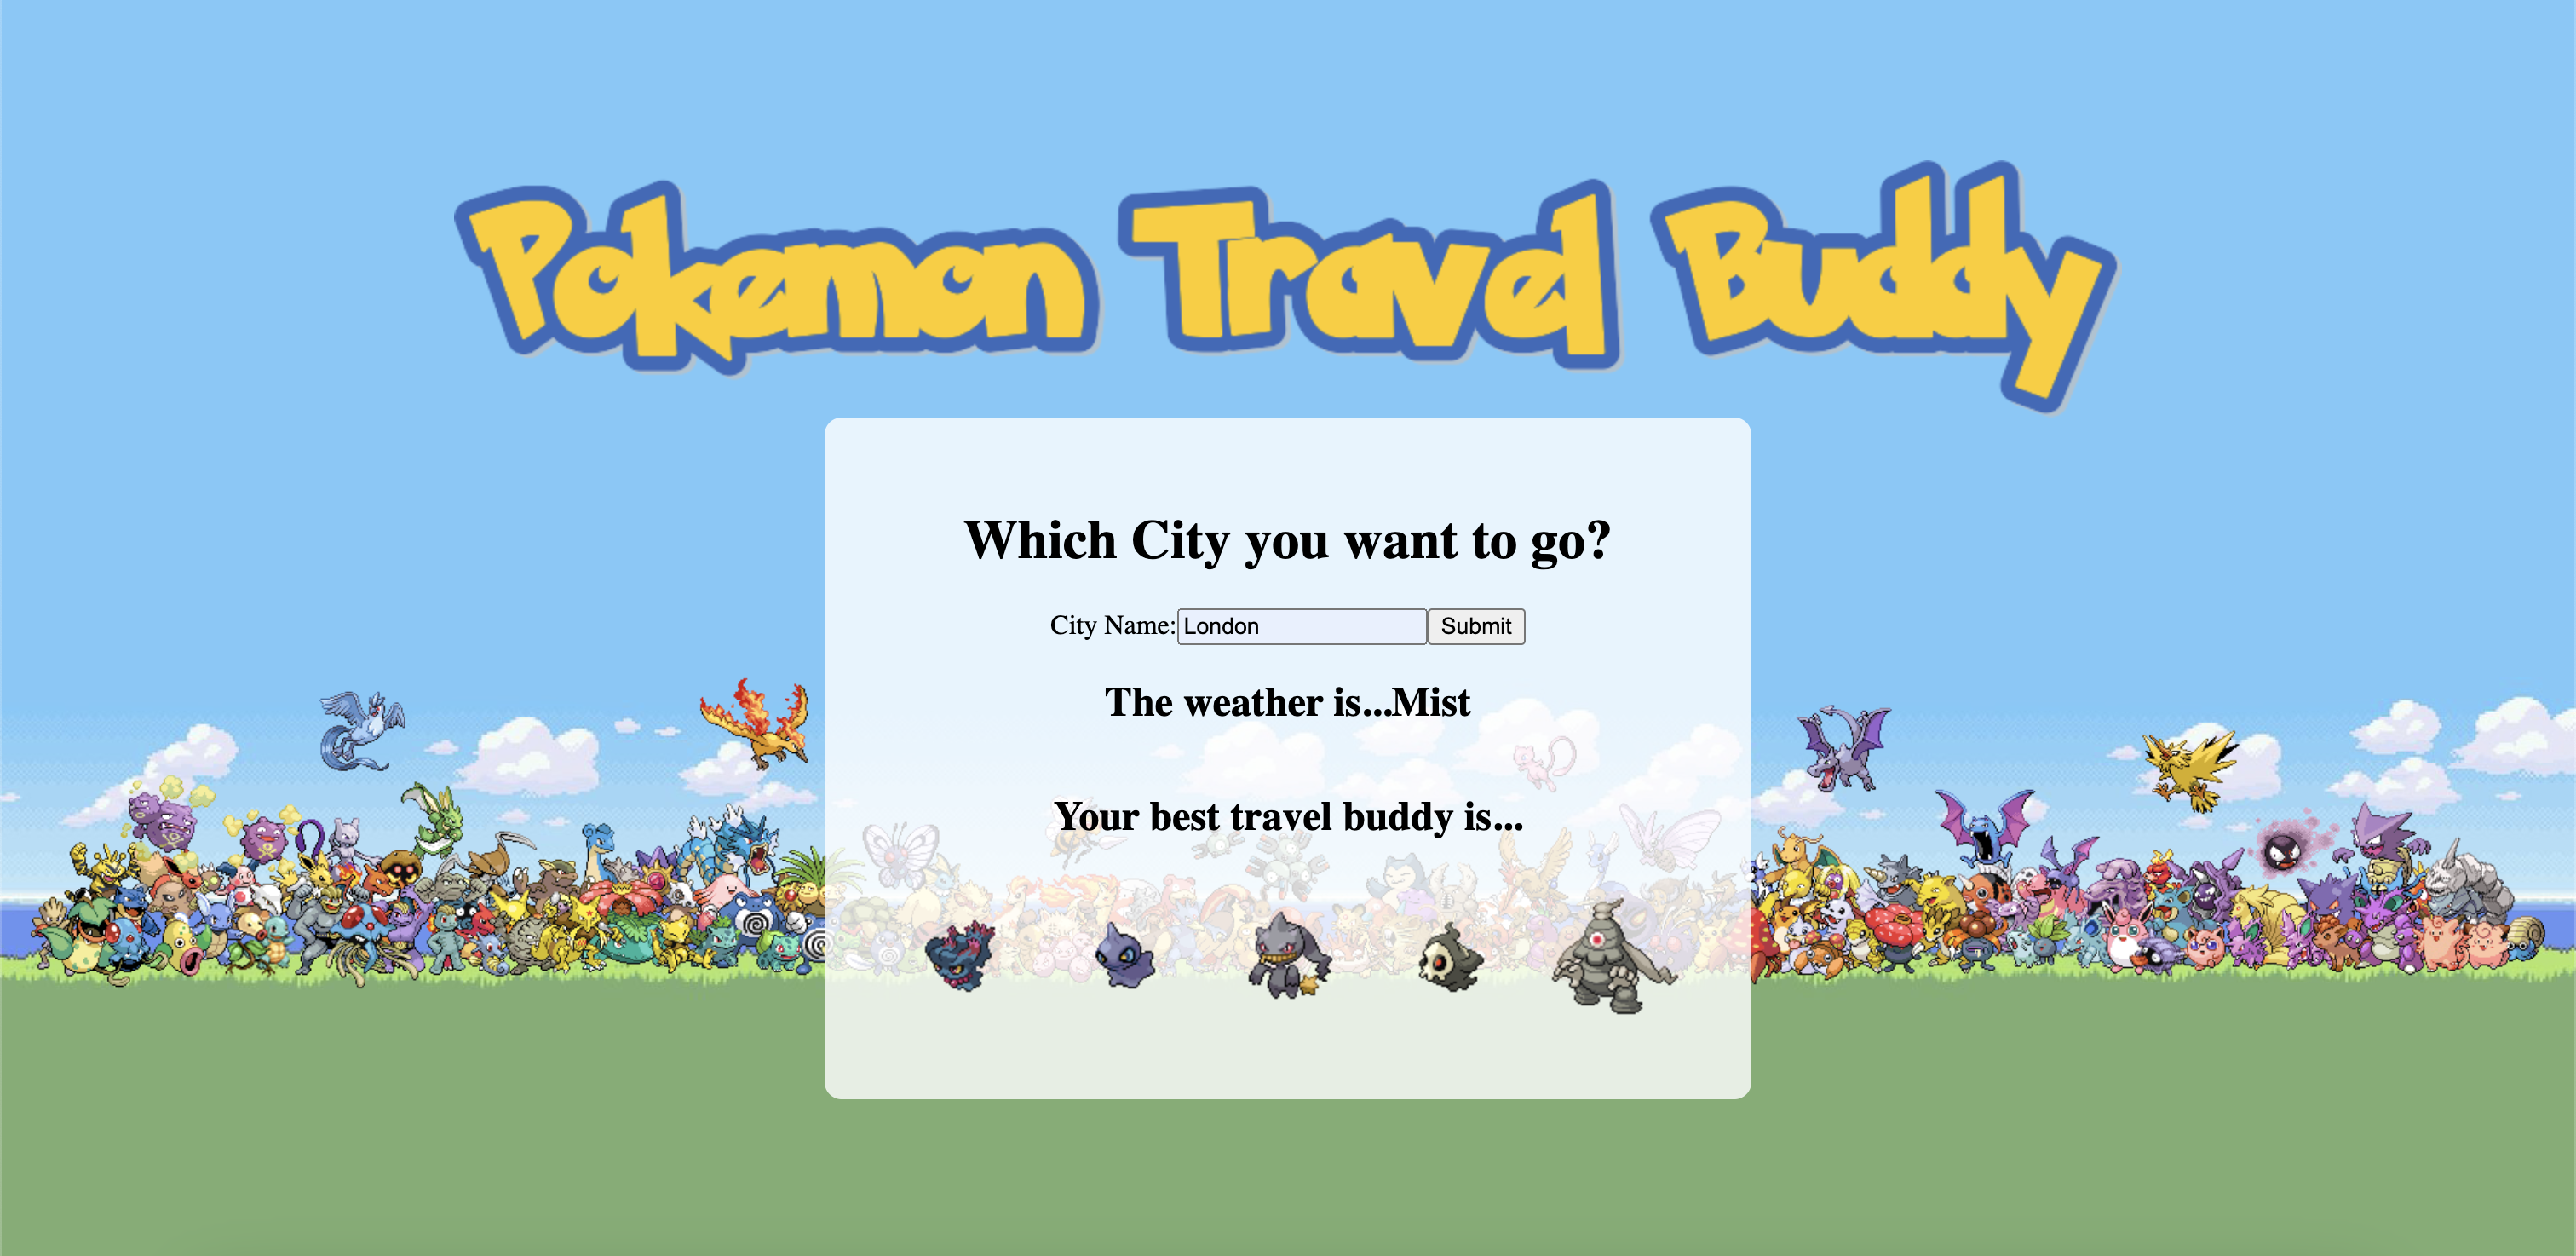 Pokemon Travel Buddy
Which City you want to go?
City Name: London Submit
The weather is...Mist
Your best travel buddy is...